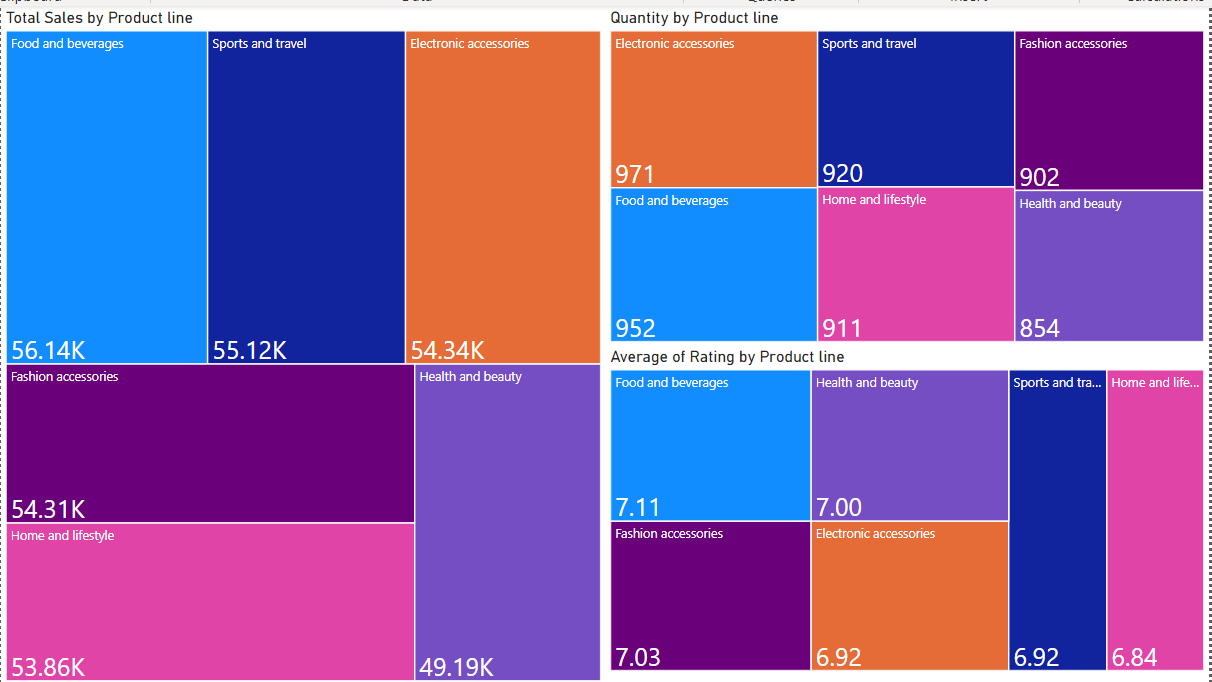 Total Sales by Product line
Food and beverages
56.14K
Sports and travel
55.12K
Electronic accessories
54.34K
Fashion accessories
54.31K
Home and lifestyle
53.86K
Health and beauty
49.19K
Quantity by Product line
Electronic accessories
971
Sports and travel
920
Fashion accessories
902
Food and beverages
952
Home and lifestyle
911
Health and beauty
854
Average of Rating by Product line
Food and beverages
7.11
Health and beauty
7.00
Fashion accessories
7.03
Electronic accessories
6.92
Sports and tra...
6.92
Home and life...
6.84